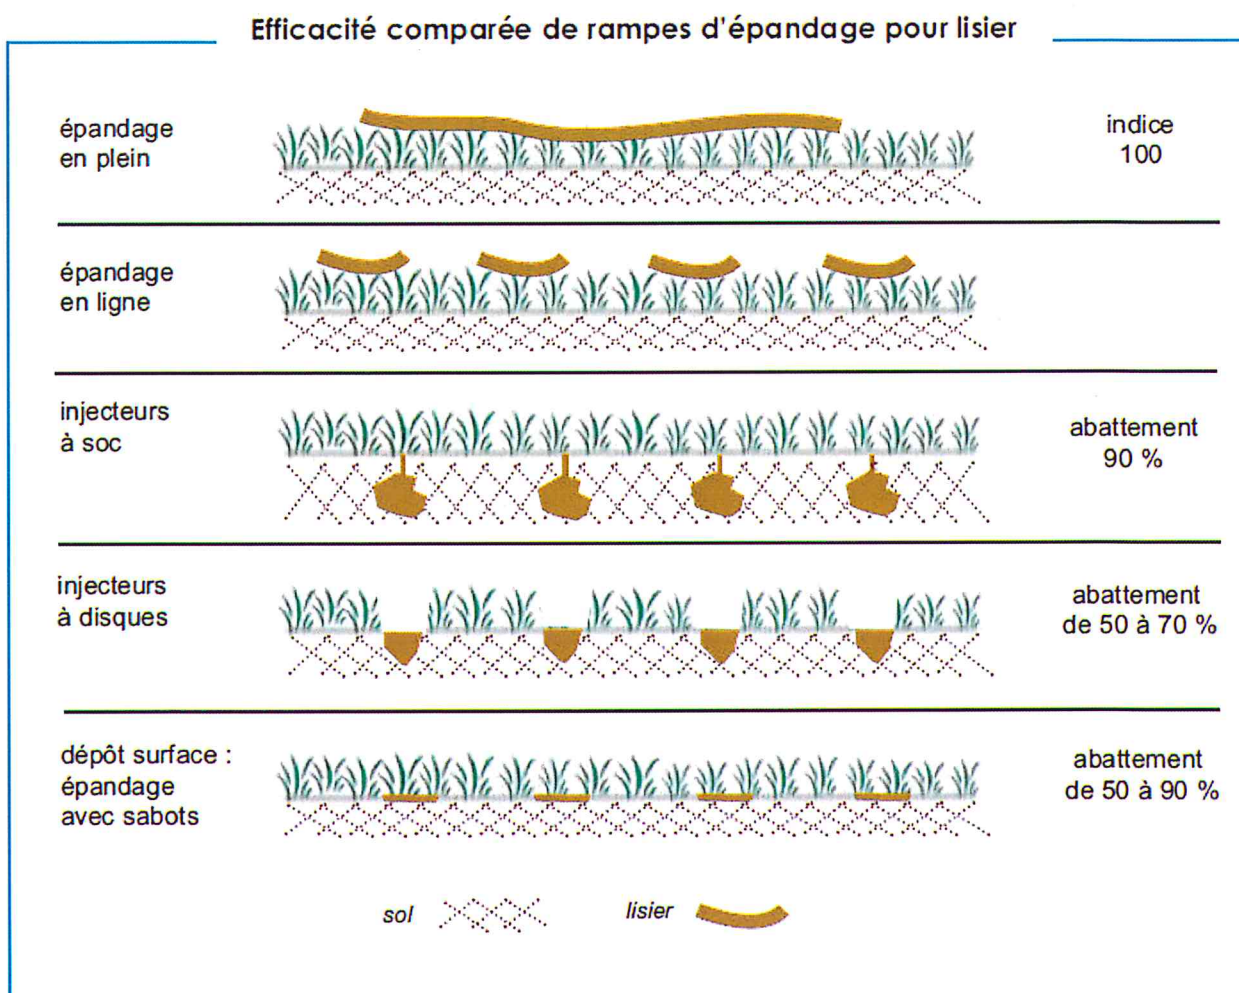 Efficacité comparée de rampes d'épandage pour lisier
épandage
en plein
indice
100
épandage
en ligne
injecteurs
à soc
abattement
90 %
injecteurs
à disques
abattement
de 50 à 70 %
dépôt surface :
épandage
avec sabots
abattement
de 50 à 90 %
sol
lisier